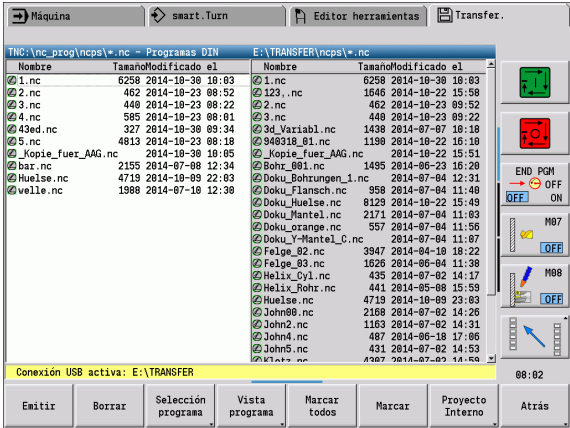 Máquina
smart.Turn
Editor herramientas
Transfer.
TNC:\nc_prog\ncps\*.nc - Programas DIN
Nombre TamañoModificado el
1.nc 6258 2014-10-30 10:03
2.nc 462 2014-10-23 08:52
3.nc 440 2014-10-23 08:22
4.nc 585 2014-10-23 08:01
43ed.nc 327 2014-10-30 09:34
5.nc 4813 2014-10-23 08:18
_Kopie_fuer_AAG.nc 2014-10-30 10:05
bar.nc 2155 2014-07-08 12:34
Huelse.nc 4719 2014-10-09 22:03
welle.nc 1988 2014-07-10 12:30
E:\TRANSFER\ncps\*.nc
Nombre TamañoModificado el
1.nc 6258 2014-10-30 10:03
123,.nc 1646 2014-10-22 15:58
2.nc 462 2014-10-23 09:52
3.nc 440 2014-10-23 09:22
3d_Variabl.nc 1438 2014-07-07 10:18
940318_01.nc 1190 2014-10-22 16:10
_Kopie_fuer_AAG.nc 2014-10-22 15:51
Bohr_001.nc 1495 2014-06-23 16:20
Doku_Bohrungen_1.nc 2014-07-04 12:31
Doku_Flansch.nc 958 2014-07-04 11:40
Doku_Huelse.nc 8129 2014-10-22 15:49
Doku_Mantel.nc 2171 2014-07-04 11:03
Doku_orange.nc 557 2014-07-04 11:56
Doku_Y-Mantel_C.nc 2014-07-04 11:07
Felge_02.nc 3947 2014-04-10 18:22
Felge_03.nc 1626 2014-06-04 11:38
Helix_Cyl.nc 435 2014-07-02 14:17
Helix_Rohr.nc 441 2014-05-08 15:59
Huelse.nc 4719 2014-10-09 23:03
John00.nc 2168 2014-07-02 14:26
John2.nc 1163 2014-07-02 14:31
John4.nc 487 2014-06-18 17:06
John5.nc 431 2014-07-02 14:53
Klotz.nc 4307 2014-07-02 14:59
END PGM
OFF
OFF ON
M07
OFF
M08
OFF
Conexión USB activa: E:\TRANSFER
08:02
Emitir
Borrar
Selección programa
Vista programa
Marcar todos
Marcar
Proyecto Interno
Atrás